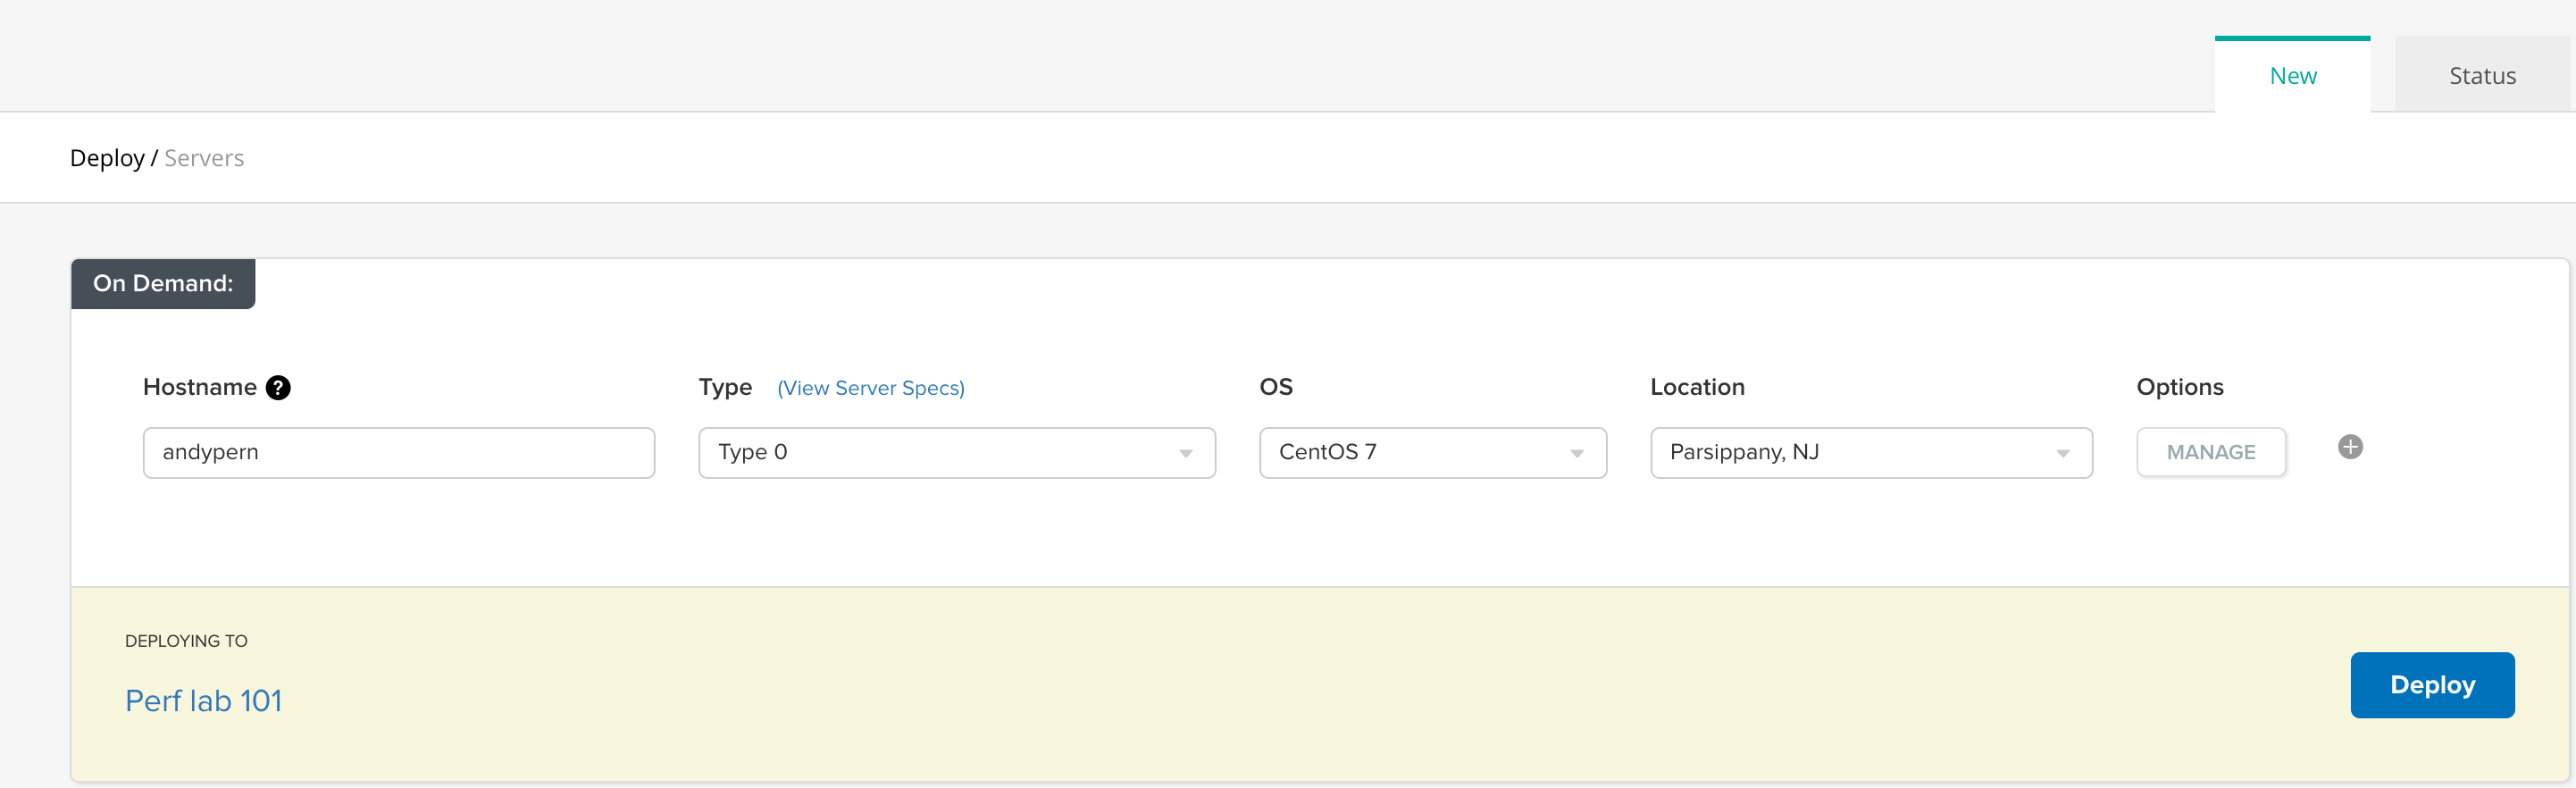 New Status
Deploy / Servers
On Demand:
Hostname ? Type (View Server Specs) OS Location Options
andypern Type 0 CentOS 7 Parsippany, NJ MANAGE
DEPLOYING TO
Perf lab 101
Deploy